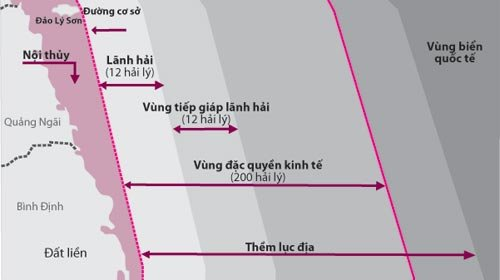 Đường cơ sở
Đảo Lý Sơn
Vùng biển
quốc tế
Nội thủy
Lãnh hải
(12 hải lý)
Vùng tiếp giáp lãnh hải
(12 hải lý)
Quảng Ngãi
Vùng đặc quyền kinh tế
(200 hải lý)
Bình Định
Đất liền
Thềm lục địa